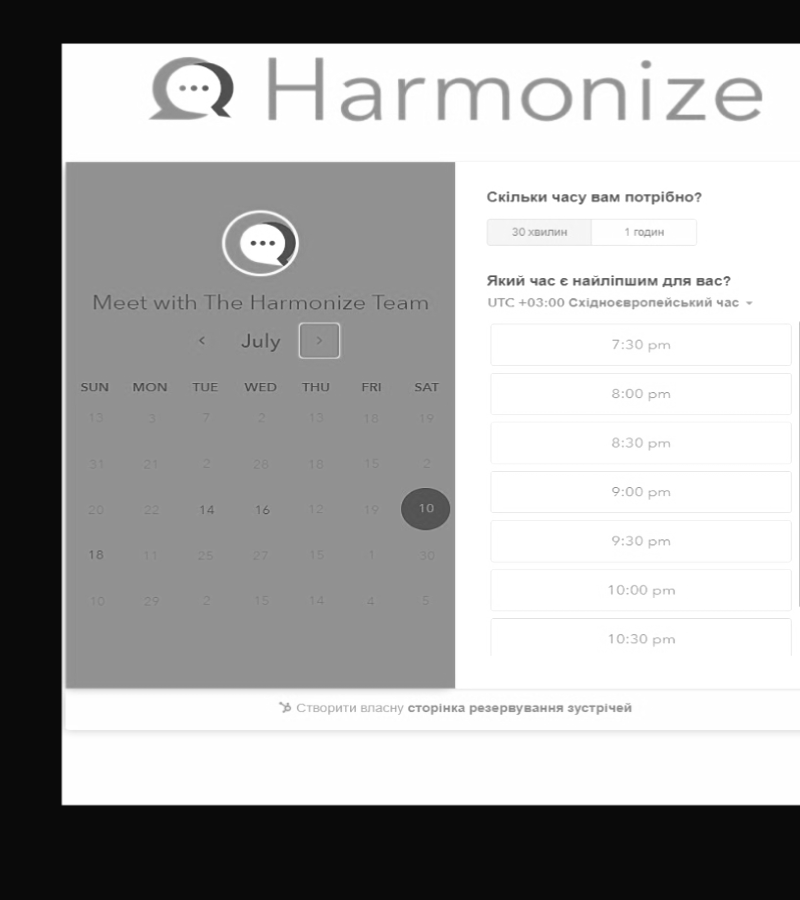 Harmonize
Meet with The Harmonize Team
July
SUN MON TUE WED THU FRI SAT
13 3 7 2 13 18 19
31 21 2 28 18 15 2
20 22 14 16 12 19 10
18 11 25 27 15 1 30
10 29 2 15 14 4 5
Скільки часу вам потрібно?
30 хвилин 1 годин
Який час є найліпшим для вас?
UTC +03:00 Східноєвропейський час
7:30 pm
8:00 pm
8:30 pm
9:00 pm
9:30 pm
10:00 pm
10:30 pm
Створити власну сторінка резервування зустрічей